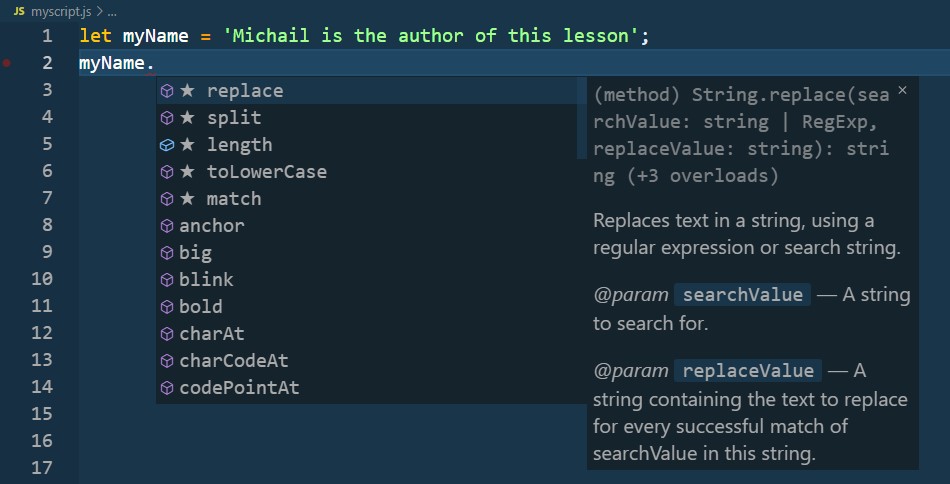 JS myscript.js > ...
1 let myName = 'Michail is the author of this lesson';
2 myName.
3 ★ replace
4 ★ split
5 ★ length
6 ★ toLowerCase
7 ★ match
8 anchor
9 big
10 blink
11 bold
12 charAt
13 charCodeAt
14 codePointAt
15
16
17
(method) String.replace(sea ×
rchValue: string | RegExp,
replaceValue: string): stri
ng (+3 overloads)
Replaces text in a string, using a
regular expression or search string.
@param searchValue — A string
to search for.
@param replaceValue — A
string containing the text to replace
for every successful match of
searchValue in this string.